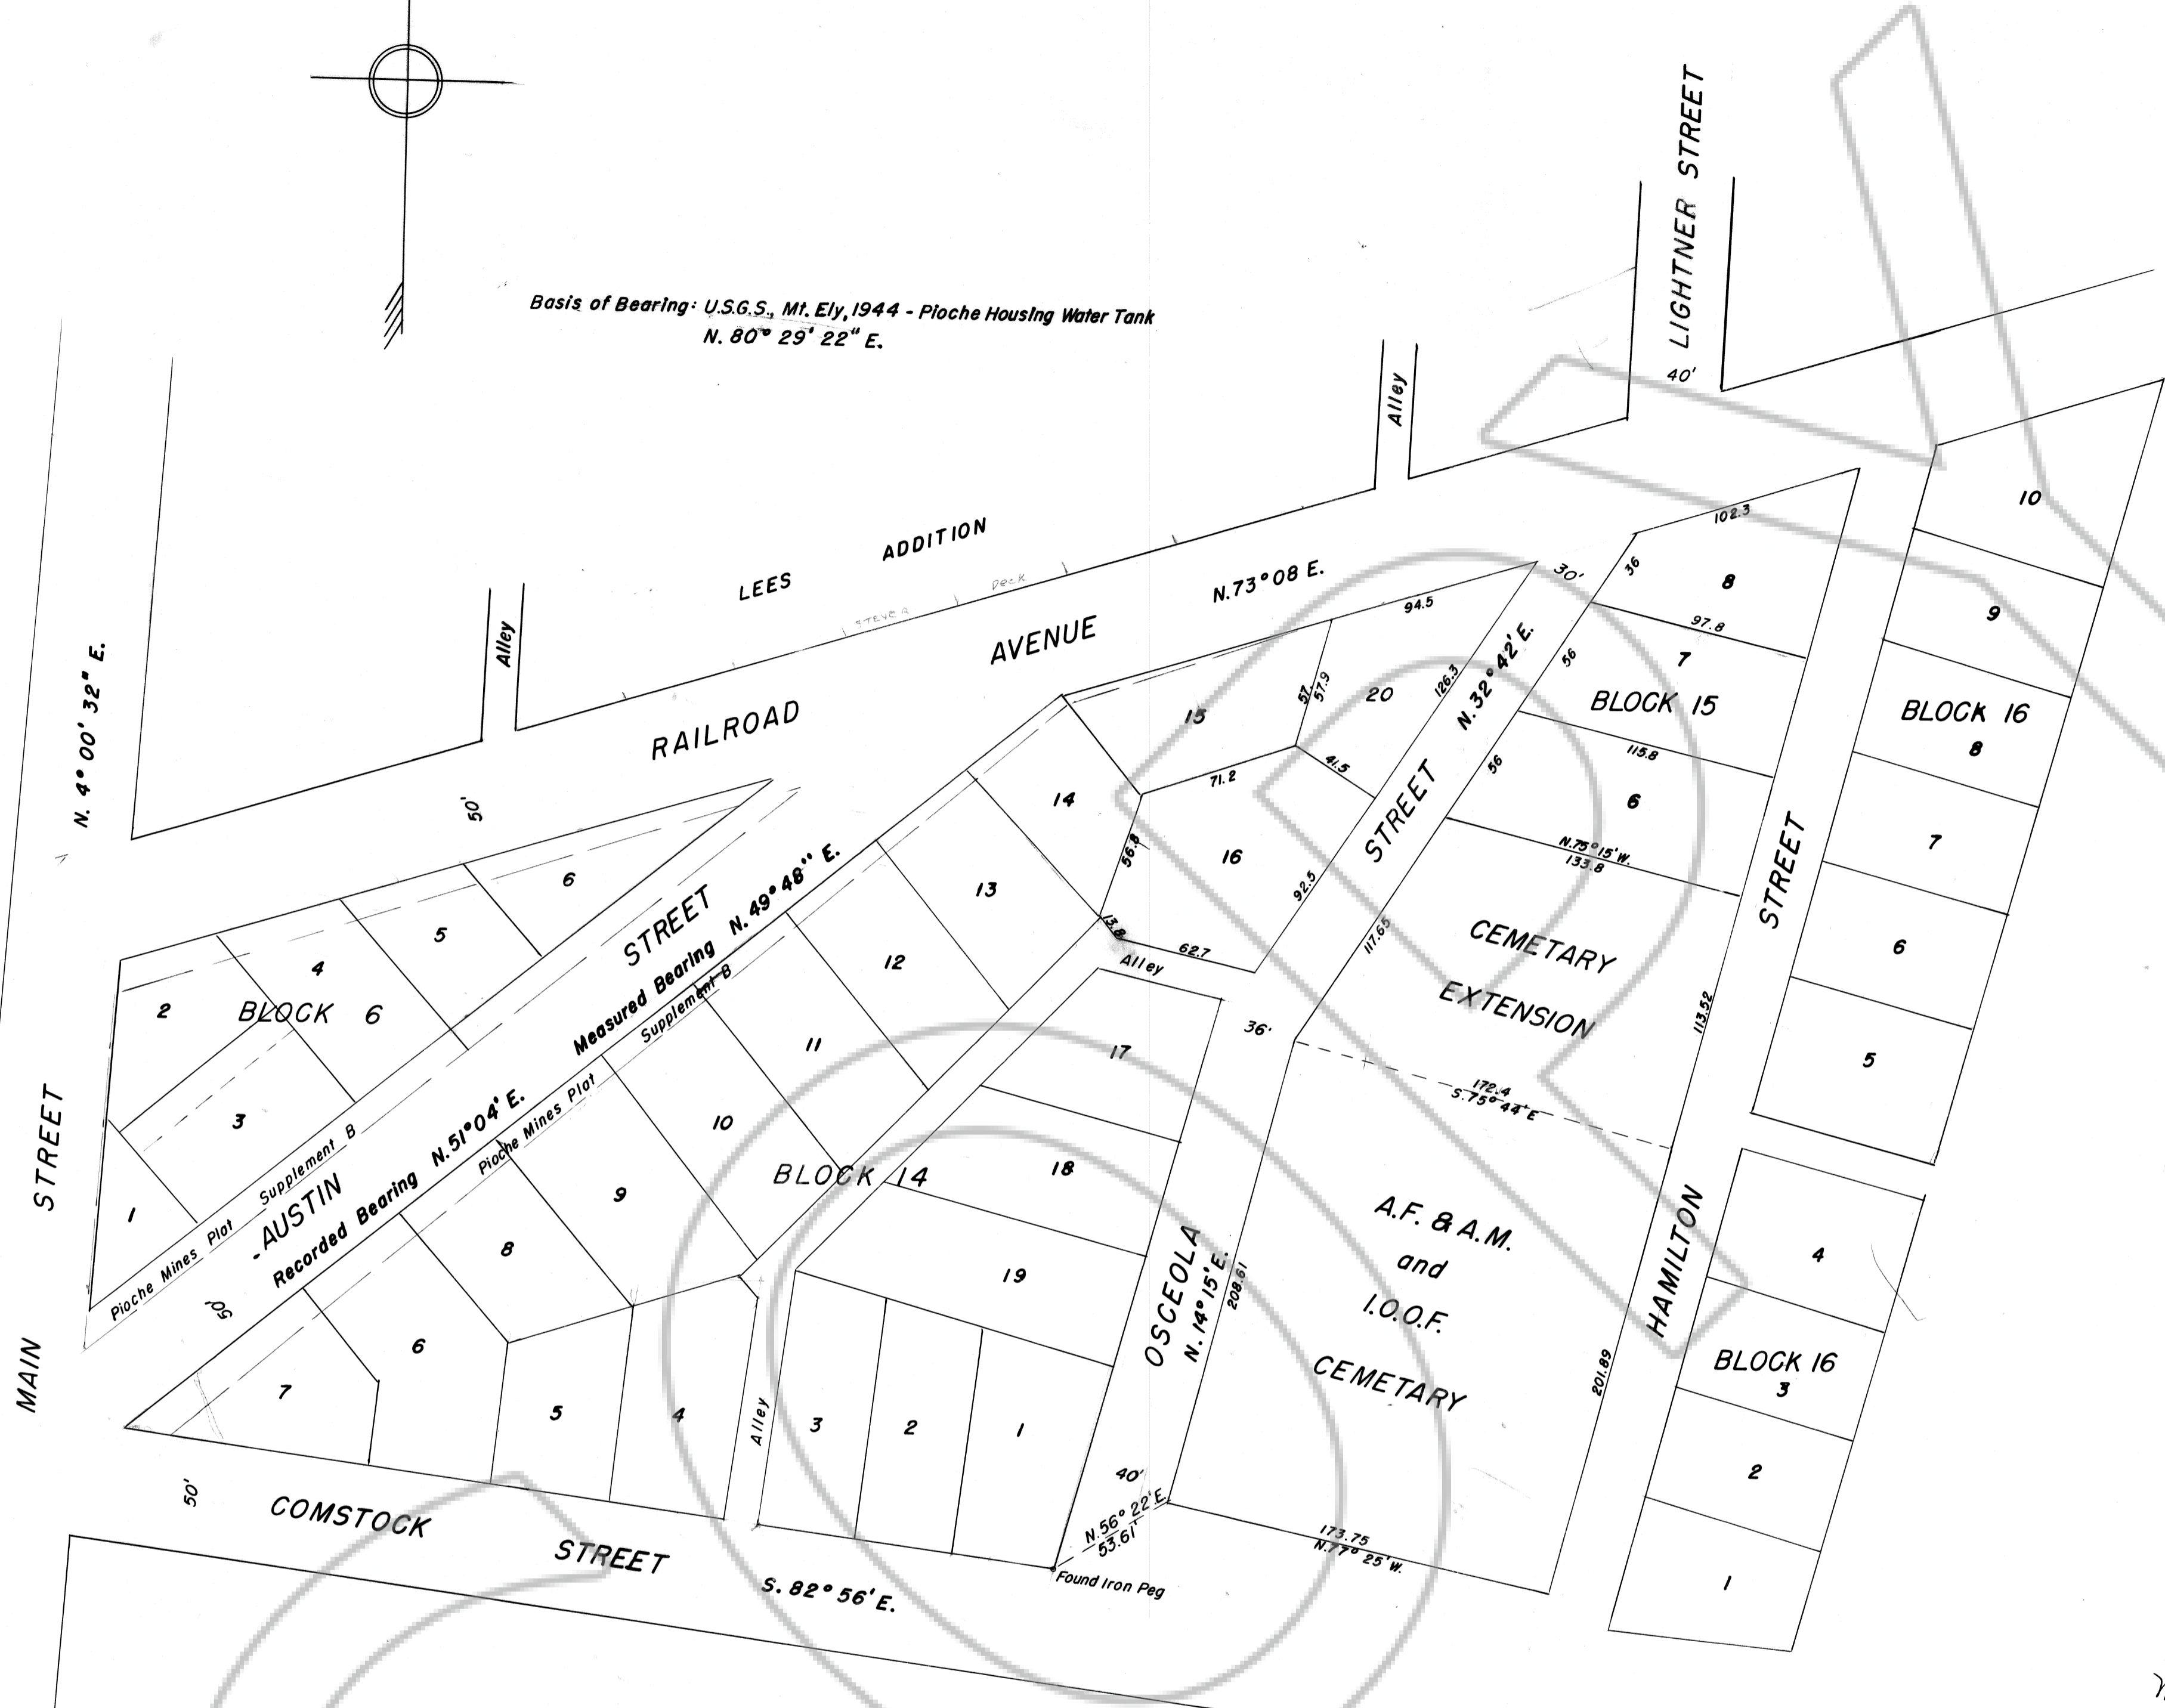 LIGHTNER STREET
40'
Basis of Bearing: U.S.G.S., Mt. Ely, 1944 - Pioche Housing Water Tank
N. 80° 29' 22" E.
Alley
LEES ADDITION
STEVER
Deck
N. 73° 08 E.
RAILROAD AVENUE
50'
Alley
N. 4° 00' 32" E.
MAIN STREET
BLOCK 6
1
2
3
4
5
6
Pioche Mines Plat Supplement B
AUSTIN STREET
50'
Recorded Bearing N. 51° 04' E.
Measured Bearing N. 49° 48'' E.
Pioche Mines Plat Supplement B
BLOCK 14
15
94.5
57.
57.9
20
126.3
71.2
41.5
14
56.8
16
92.5
13.8
62.7
Alley
13
12
11
10
9
8
7
6
5
4
Alley
3
2
1
17
18
19
COMSTOCK STREET
50'
S. 82° 56' E.
Found Iron Peg
40'
N. 56° 22' E.
53.61'
OSCEOLA STREET
N. 14° 15' E.
N. 32° 42' E.
30'
36'
102.3
36
8
97.8
56
7
BLOCK 15
115.8
56
6
N. 75° 15' W.
133.8
117.65
CEMETARY
EXTENSION
113.52
172.4
S. 75° 44' E
A.F. & A.M.
and
I.O.O.F.
CEMETARY
208.61
201.89
173.75
N. 77° 25' W.
HAMILTON STREET
10
9
BLOCK 16
8
7
6
5
4
BLOCK 16
3
2
1